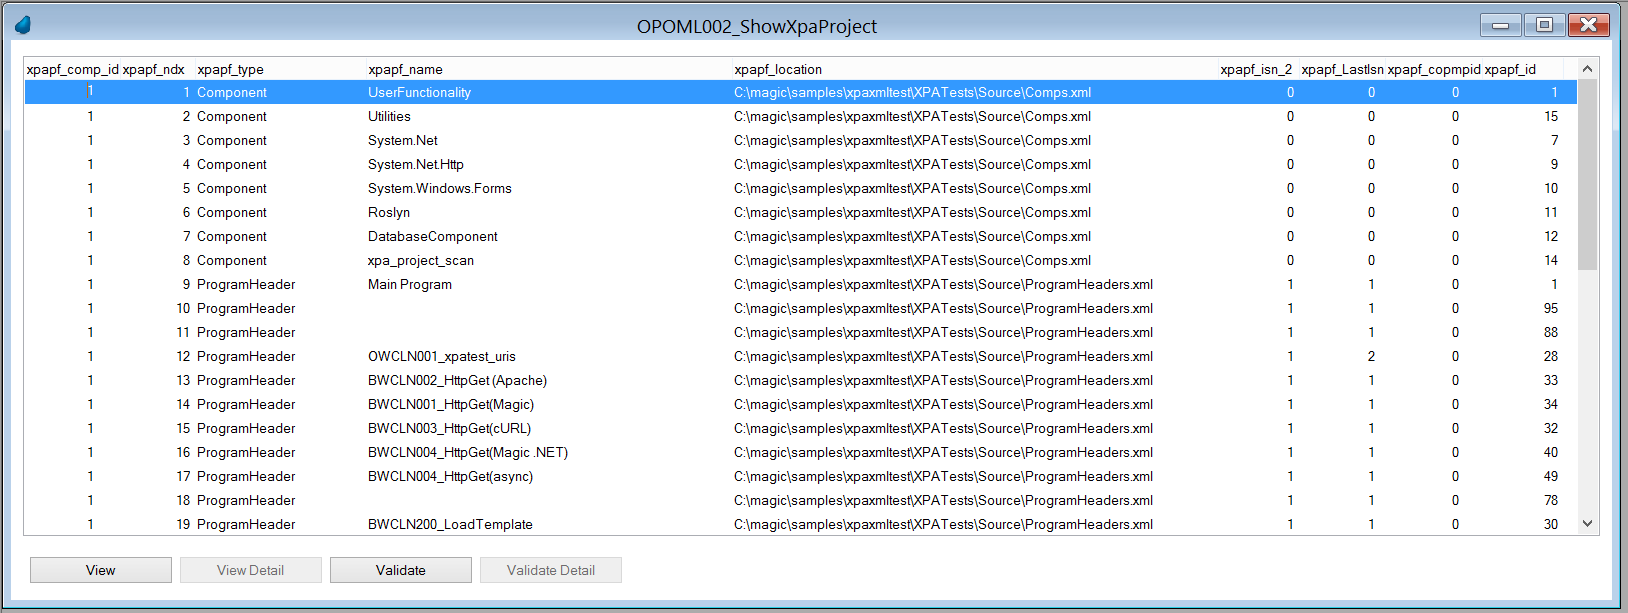 OPOML002_ShowXpaProject
xpapf_comp_id xpapf_ndx xpapf_type xpapf_name xpapf_location xpapf_isn_2 xpapf_LastIsn xpapf_copmpid xpapf_id
1 1 Component UserFunctionality C:\magic\samples\xpaxmltest\XPATests\Source\Comps.xml 0 0 0 1
1 2 Component Utilities C:\magic\samples\xpaxmltest\XPATests\Source\Comps.xml 0 0 0 15
1 3 Component System.Net C:\magic\samples\xpaxmltest\XPATests\Source\Comps.xml 0 0 0 7
1 4 Component System.Net.Http C:\magic\samples\xpaxmltest\XPATests\Source\Comps.xml 0 0 0 9
1 5 Component System.Windows.Forms C:\magic\samples\xpaxmltest\XPATests\Source\Comps.xml 0 0 0 10
1 6 Component Roslyn C:\magic\samples\xpaxmltest\XPATests\Source\Comps.xml 0 0 0 11
1 7 Component DatabaseComponent C:\magic\samples\xpaxmltest\XPATests\Source\Comps.xml 0 0 0 12
1 8 Component xpa_project_scan C:\magic\samples\xpaxmltest\XPATests\Source\Comps.xml 0 0 0 14
1 9 ProgramHeader Main Program C:\magic\samples\xpaxmltest\XPATests\Source\ProgramHeaders.xml 1 1 0 1
1 10 ProgramHeader C:\magic\samples\xpaxmltest\XPATests\Source\ProgramHeaders.xml 1 1 0 95
1 11 ProgramHeader C:\magic\samples\xpaxmltest\XPATests\Source\ProgramHeaders.xml 1 1 0 88
1 12 ProgramHeader OWCLN001_xpatest_uris C:\magic\samples\xpaxmltest\XPATests\Source\ProgramHeaders.xml 1 2 0 28
1 13 ProgramHeader BWCLN002_HttpGet (Apache) C:\magic\samples\xpaxmltest\XPATests\Source\ProgramHeaders.xml 1 1 0 33
1 14 ProgramHeader BWCLN001_HttpGet(Magic) C:\magic\samples\xpaxmltest\XPATests\Source\ProgramHeaders.xml 1 1 0 34
1 15 ProgramHeader BWCLN003_HttpGet(cURL) C:\magic\samples\xpaxmltest\XPATests\Source\ProgramHeaders.xml 1 1 0 32
1 16 ProgramHeader BWCLN004_HttpGet(Magic .NET) C:\magic\samples\xpaxmltest\XPATests\Source\ProgramHeaders.xml 1 1 0 40
1 17 ProgramHeader BWCLN004_HttpGet(async) C:\magic\samples\xpaxmltest\XPATests\Source\ProgramHeaders.xml 1 1 0 49
1 18 ProgramHeader C:\magic\samples\xpaxmltest\XPATests\Source\ProgramHeaders.xml 1 1 0 78
1 19 ProgramHeader BWCLN200_LoadTemplate C:\magic\samples\xpaxmltest\XPATests\Source\ProgramHeaders.xml 1 1 0 30
View View Detail Validate Validate Detail